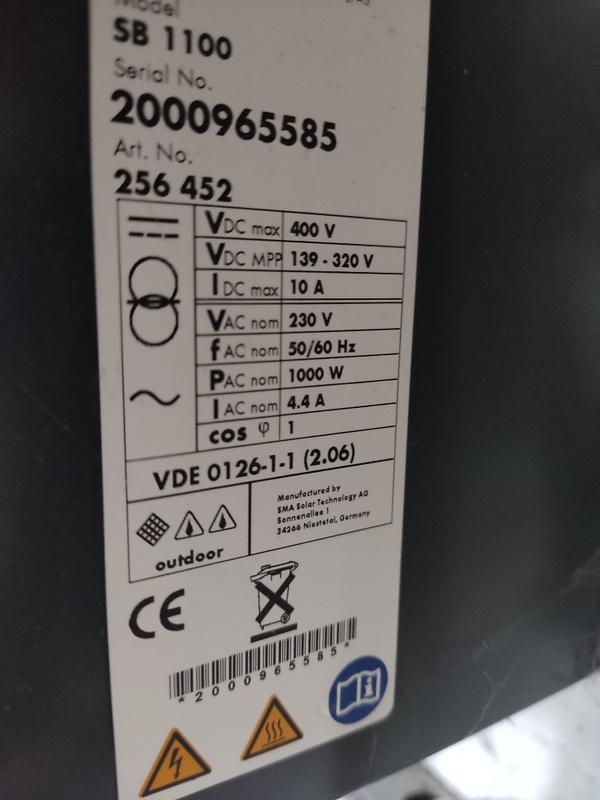 Model
SB 1100
Serial No.
2000965585
Art. No.
256 452
VDC max 400 V
VDC MPP 139 - 320 V
IDC max 10 A
VAC nom 230 V
fAC nom 50/60 Hz
PAC nom 1000 W
IAC nom 4.4 A
cos φ 1
VDE 0126-1-1 (2.06)
Manufactured by
SMA Solar Technology AG
Sonnenallee 1
34266 Niestetal, Germany
outdoor
CE
*2000965585*